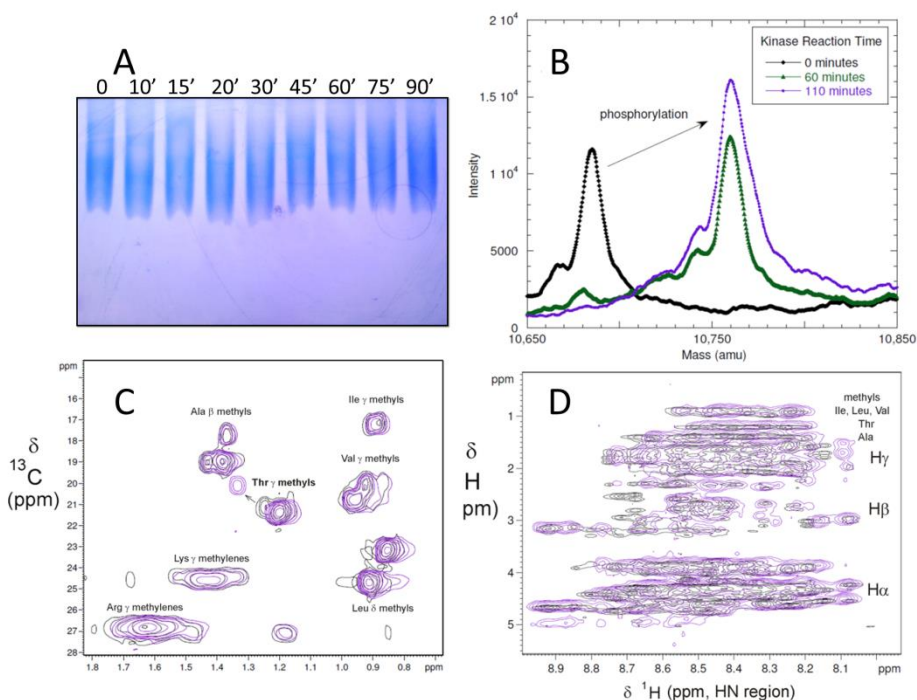 A
0 10' 15' 20' 30' 45' 60' 75' 90'
B
2 10⁴
1.5 10⁴
1 10⁴
5000
0
Intensity
10,650
10,750
10,850
Mass (amu)
Kinase Reaction Time
0 minutes
60 minutes
110 minutes
phosphorylation
C
ppm
16
17
18
19
20
21
22
23
24
25
26
27
28
δ
¹³C
(ppm)
Ala β methyls
Ile γ methyls
Thr γ methyls
Val γ methyls
Lys γ methylenes
Arg γ methylenes
Leu δ methyls
1.8 1.7 1.6 1.5 1.4 1.3 1.2 1.1 1.0 0.9 0.8 ppm
D
ppm
1
2
3
4
5
δ
H
pm)
methyls
Ile, Leu, Val
Thr
Ala
Hγ
Hβ
Hα
8.9 8.8 8.7 8.6 8.5 8.4 8.3 8.2 8.1 ppm
δ ¹H (ppm, HN region)